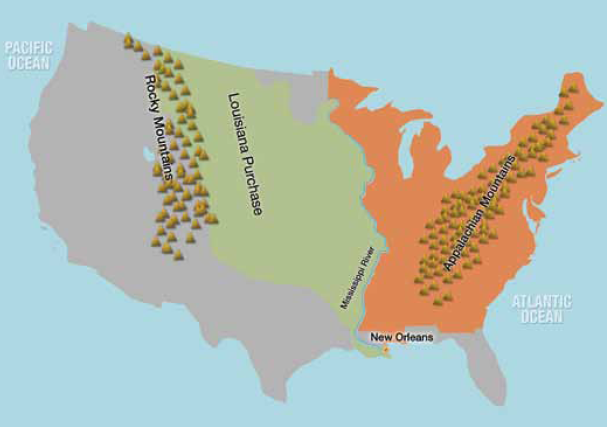 PACIFIC
OCEAN
Rocky Mountains
Louisiana Purchase
Appalachian Mountains
Mississippi River
ATLANTIC
OCEAN
New Orleans